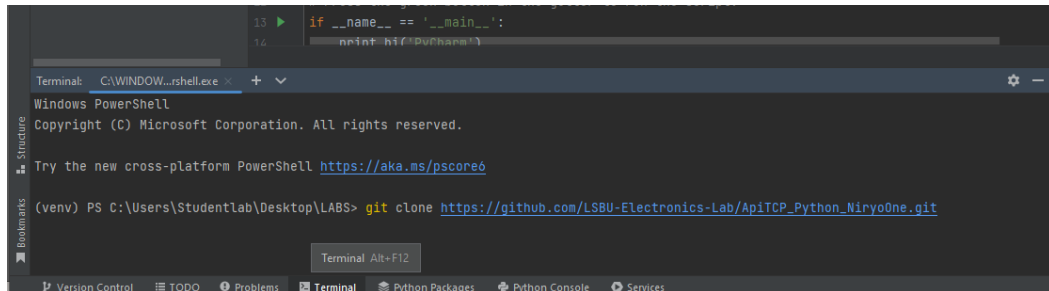 13 if __name__ == '__main__':
14 print_hi('PyCharm')
Terminal: C:\WINDOW...rshell.exe × +
Windows PowerShell
Copyright (C) Microsoft Corporation. All rights reserved.
Try the new cross-platform PowerShell https://aka.ms/pscore6
(venv) PS C:\Users\Studentlab\Desktop\LABS> git clone https://github.com/LSBU-Electronics-Lab/ApiTCP_Python_NiryoOne.git
Structure
Bookmarks
Terminal Alt+F12
Version Control TODO Problems Terminal Python Packages Python Console Services